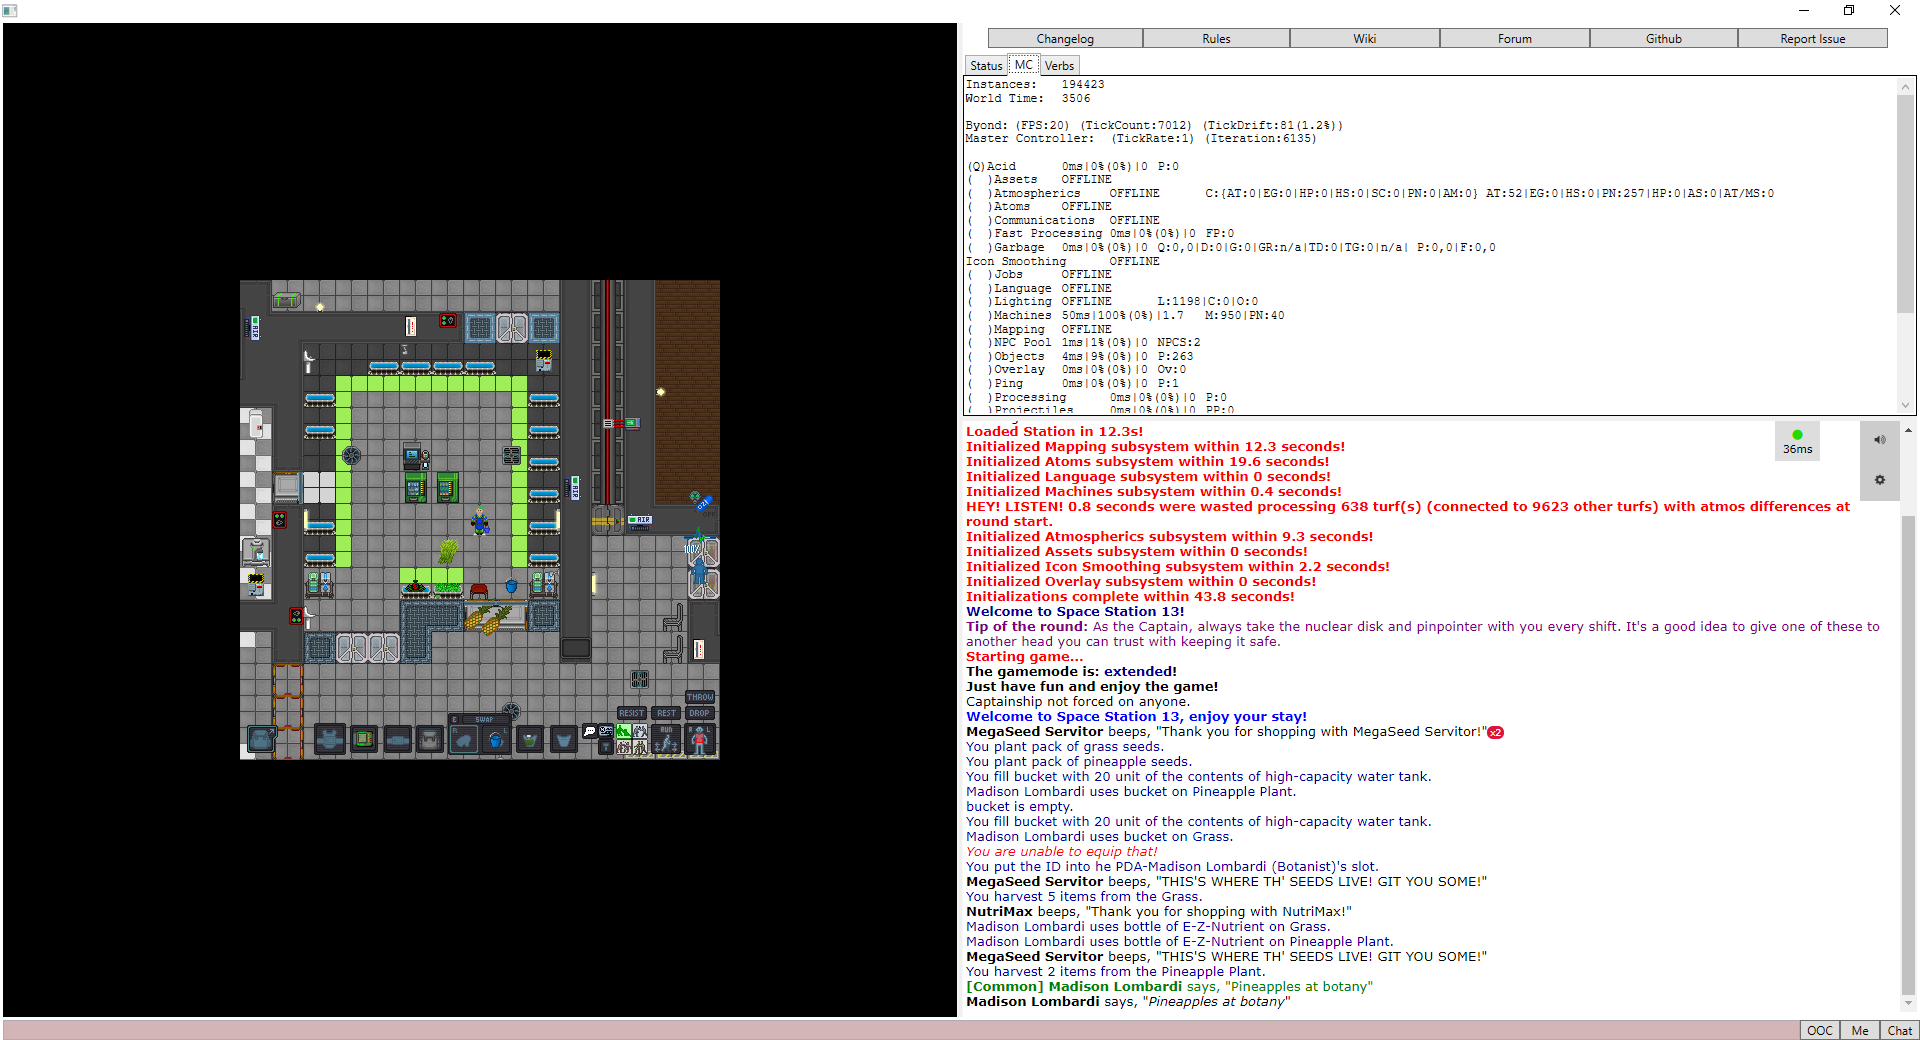 Changelog
Rules
Wiki
Forum
Github
Report Issue
Status
MC
Verbs
Instances: 194423
World Time: 3506
Byond: (FPS:20) (TickCount:7012) (TickDrift:81(1.2%))
Master Controller: (TickRate:1) (Iteration:6135)
(Q)Acid 0ms|0%(0%)|0 P:0
( )Assets OFFLINE
( )Atmospherics OFFLINE C:{AT:0|EG:0|HP:0|HS:0|SC:0|PN:0|AM:0} AT:52|EG:0|HS:0|PN:257|HP:0|AS:0|AT/MS:0
( )Atoms OFFLINE
( )Communications OFFLINE
( )Fast Processing 0ms|0%(0%)|0 FP:0
( )Garbage 0ms|0%(0%)|0 Q:0,0|D:0|G:0|GR:n/a|TD:0|TG:0|n/a| P:0,0|F:0,0
Icon Smoothing OFFLINE
( )Jobs OFFLINE
( )Language OFFLINE
( )Lighting OFFLINE L:1198|C:0|O:0
( )Machines 50ms|100%(0%)|1.7 M:950|PN:40
( )Mapping OFFLINE
( )NPC Pool 1ms|1%(0%)|0 NPCS:2
( )Objects 4ms|9%(0%)|0 P:263
( )Overlay 0ms|0%(0%)|0 Ov:0
( )Ping 0ms|0%(0%)|0 P:1
( )Processing 0ms|0%(0%)|0 P:0
( )Projectiles 0ms|0%(0%)|0 PP:0
Loaded Station in 12.3s!
Initialized Mapping subsystem within 12.3 seconds!
Initialized Atoms subsystem within 19.6 seconds!
Initialized Language subsystem within 0 seconds!
Initialized Machines subsystem within 0.4 seconds!
HEY! LISTEN! 0.8 seconds were wasted processing 638 turf(s) (connected to 9623 other turfs) with atmos differences at
round start.
Initialized Atmospherics subsystem within 9.3 seconds!
Initialized Assets subsystem within 0 seconds!
Initialized Icon Smoothing subsystem within 2.2 seconds!
Initialized Overlay subsystem within 0 seconds!
Initializations complete within 43.8 seconds!
Welcome to Space Station 13!
Tip of the round: As the Captain, always take the nuclear disk and pinpointer with you every shift. It's a good idea to give one of these to
another head you can trust with keeping it safe.
Starting game...
The gamemode is: extended!
Just have fun and enjoy the game!
Captainship not forced on anyone.
Welcome to Space Station 13, enjoy your stay!
MegaSeed Servitor beeps, "Thank you for shopping with MegaSeed Servitor!" x2
You plant pack of grass seeds.
You plant pack of pineapple seeds.
You fill bucket with 20 unit of the contents of high-capacity water tank.
Madison Lombardi uses bucket on Pineapple Plant.
bucket is empty.
You fill bucket with 20 unit of the contents of high-capacity water tank.
Madison Lombardi uses bucket on Grass.
You are unable to equip that!
You put the ID into he PDA-Madison Lombardi (Botanist)'s slot.
MegaSeed Servitor beeps, "THIS'S WHERE TH' SEEDS LIVE! GIT YOU SOME!"
You harvest 5 items from the Grass.
NutriMax beeps, "Thank you for shopping with NutriMax!"
Madison Lombardi uses bottle of E-Z-Nutrient on Grass.
Madison Lombardi uses bottle of E-Z-Nutrient on Pineapple Plant.
MegaSeed Servitor beeps, "THIS'S WHERE TH' SEEDS LIVE! GIT YOU SOME!"
You harvest 2 items from the Pineapple Plant.
[Common] Madison Lombardi says, "Pineapples at botany"
Madison Lombardi says, "Pineapples at botany"
36ms
OOC
Me
Chat
AIR
AIR
AIR
100%
THROW
RESIST
REST
DROP
SWAP
RUN